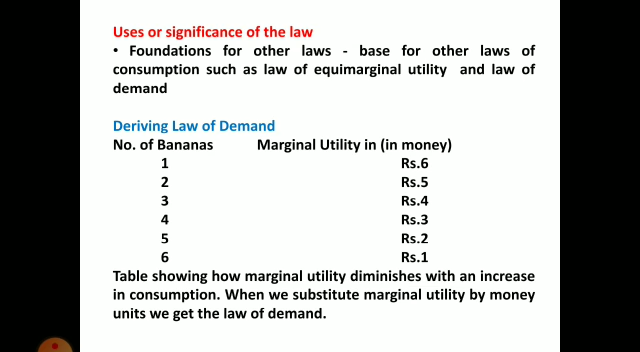 Uses or significance of the law
• Foundations for other laws - base for other laws of
consumption such as law of equimarginal utility and law of
demand
Deriving Law of Demand
No. of Bananas Marginal Utility in (in money)
1 Rs.6
2 Rs.5
3 Rs.4
4 Rs.3
5 Rs.2
6 Rs.1
Table showing how marginal utility diminishes with an increase
in consumption. When we substitute marginal utility by money
units we get the law of demand.